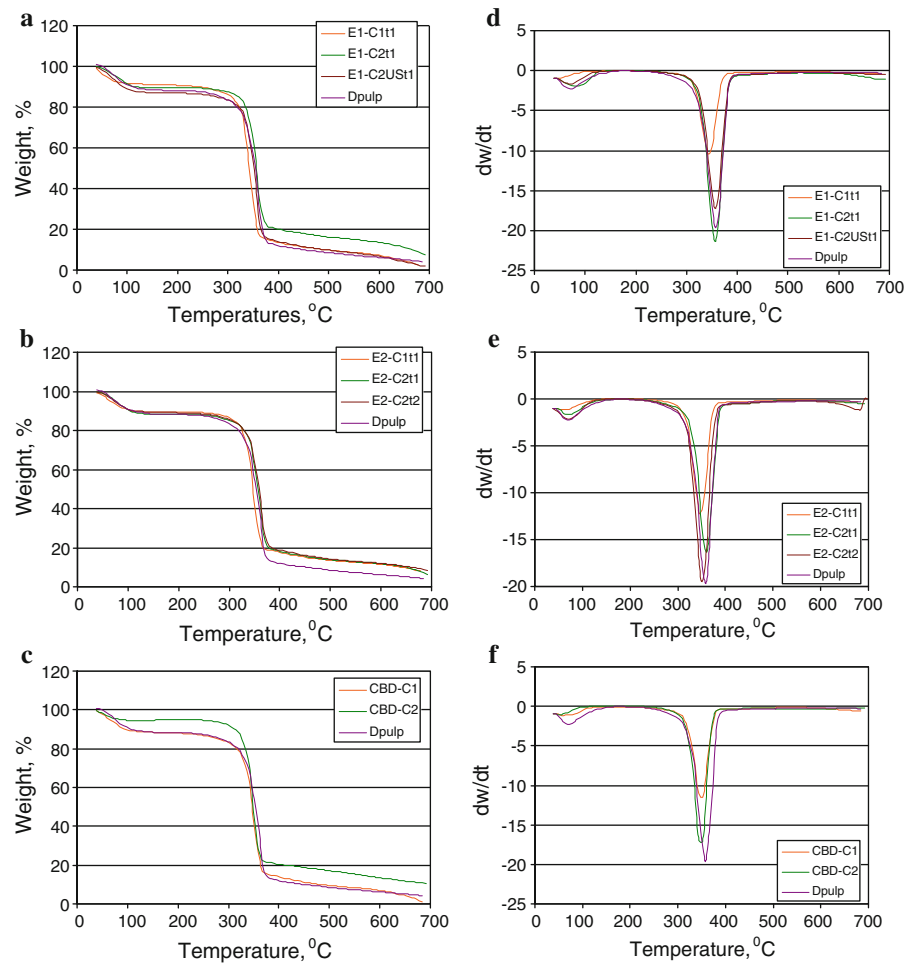 a
120
100
80
60
40
20
0
Weight, %
0 100 200 300 400 500 600 700
Temperatures, ⁰C
E1-C1t1
E1-C2t1
E1-C2USt1
Dpulp
d
5
0
-5
-10
-15
-20
-25
dw/dt
0 200 400 600
Temperature, ⁰C
E1-C1t1
E1-C2t1
E1-C2USt1
Dpulp
b
120
100
80
60
40
20
0
Weight, %
0 100 200 300 400 500 600 700
Temperature, ⁰C
E2-C1t1
E2-C2t1
E2-C2t2
Dpulp
e
5
0
-5
-10
-15
-20
dw/dt
0 100 200 300 400 500 600 700
Temperature, ⁰C
E2-C1t1
E2-C2t1
E2-C2t2
Dpulp
c
120
100
80
60
40
20
0
Weight, %
0 100 200 300 400 500 600 700
Temperature, ⁰C
CBD-C1
CBD-C2
Dpulp
f
5
0
-5
-10
-15
-20
-25
dw/dt
0 100 200 300 400 500 600 700
Temperature, ⁰C
CBD-C1
CBD-C2
Dpulp